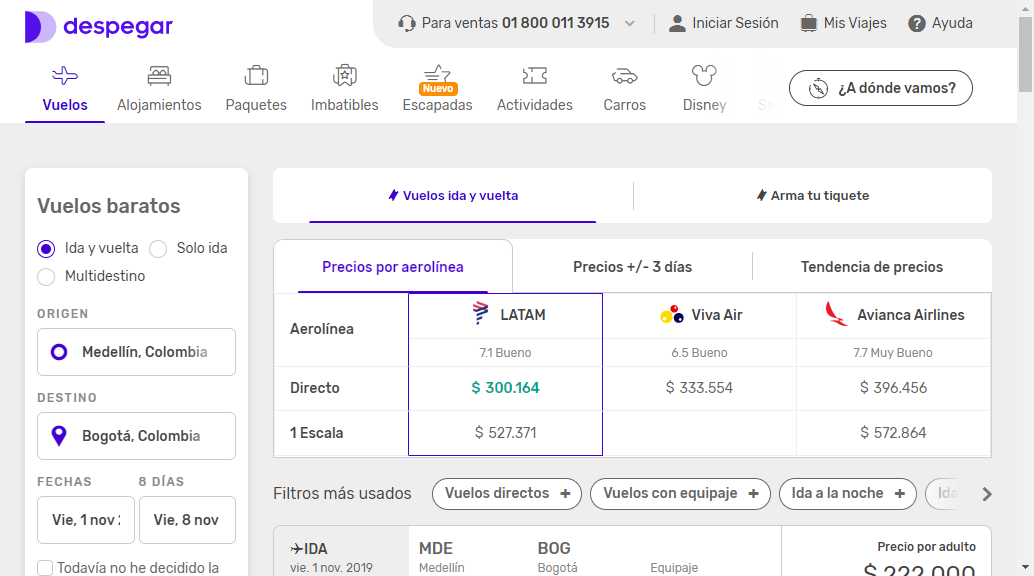 despegar
Para ventas 01 800 011 3915
Iniciar Sesión
Mis Viajes
Ayuda
Vuelos
Alojamientos
Paquetes
Imbatibles
Nuevo
Escapadas
Actividades
Carros
Disney
¿A dónde vamos?
Vuelos baratos
Ida y vuelta
Solo ida
Multidestino
ORIGEN
Medellín, Colombia
DESTINO
Bogotá, Colombia
FECHAS
8 DÍAS
Vie, 1 nov
Vie, 8 nov
Todavía no he decidido la
Vuelos ida y vuelta
Arma tu tiquete
Precios por aerolínea
Precios +/- 3 días
Tendencia de precios
Aerolínea
LATAM
Viva Air
Avianca Airlines
7.1 Bueno
6.5 Bueno
7.7 Muy Bueno
Directo
$ 300.164
$ 333.554
$ 396.456
1 Escala
$ 527.371
$ 572.864
Filtros más usados
Vuelos directos +
Vuelos con equipaje +
Ida a la noche +
Ida
IDA
MDE
BOG
Precio por adulto
vie. 1 nov. 2019
Medellín
Bogotá
Equipaje
$ 222.000